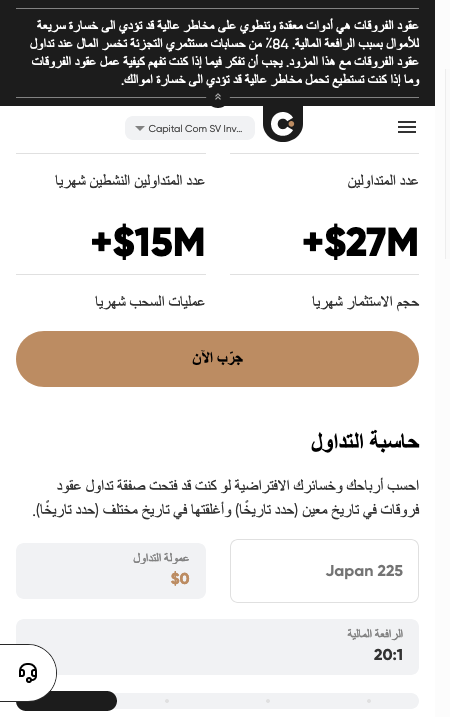 عقود الفروقات هي أدوات معقدة وتنطوي على مخاطر عالية قد تؤدي الى خسارة سريعة
للأموال بسبب الرافعة المالية. 84٪ من حسابات مستثمري التجزئة تخسر المال عند تداول
عقود الفروقات مع هذا المزود. يجب أن تفكر فيما إذا كنت تفهم كيفية عمل عقود الفروقات
وما إذا كنت تستطيع تحمل مخاطر عالية قد تؤدي الى خسارة اموالك.
Capital Com SV Inv...
عدد المتداولين
عدد المتداولين النشطين شهريا
+$27M
+$15M
حجم الاستثمار شهريا
عمليات السحب شهريا
جرّب الآن
حاسبة التداول
احسب أرباحك وخسائرك الافتراضية لو كنت قد فتحت صفقة تداول عقود
فروقات في تاريخ معين (حدد تاريخًا) وأغلقتها في تاريخ مختلف (حدد تاريخًا).
Japan 225
عمولة التداول
$0
الرافعة المالية
20:1